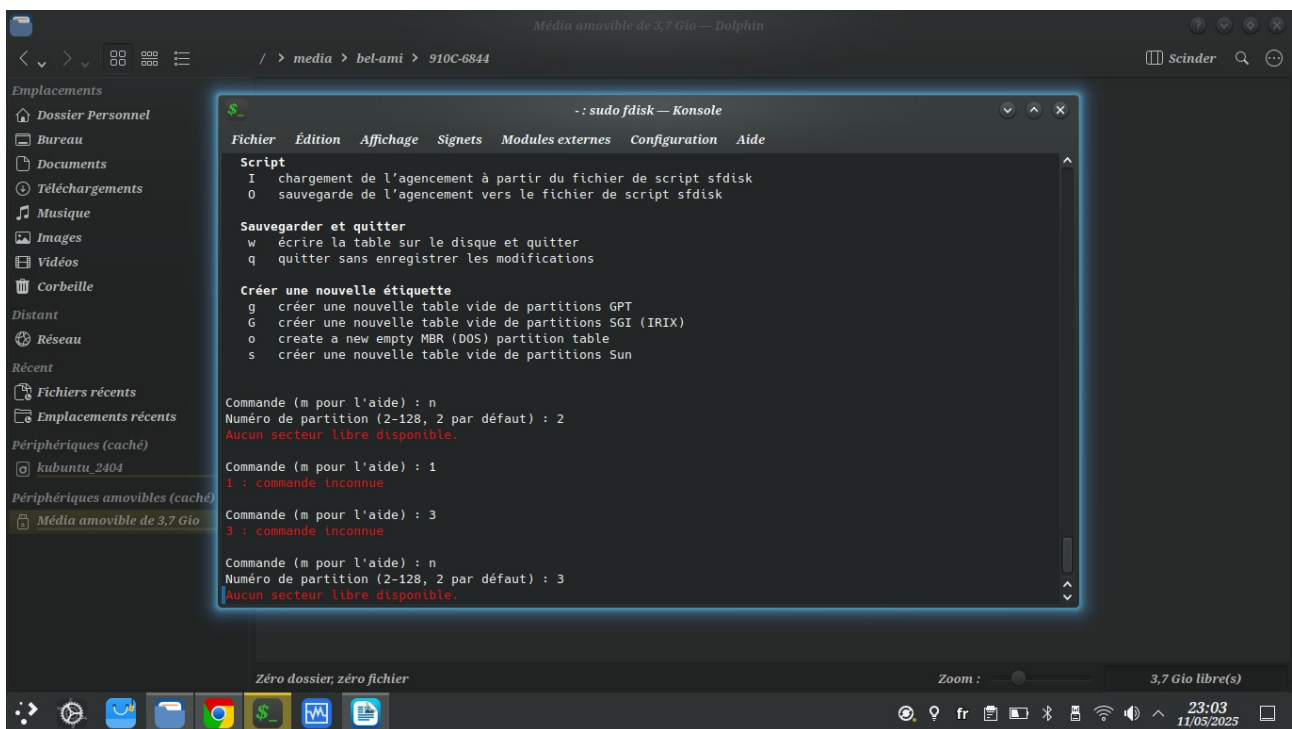 Média amovible de 3,7 Gio — Dolphin
/ > media > bel-ami > 910C-6844
Scinder
Emplacements
Dossier Personnel
Bureau
Documents
Téléchargements
Musique
Images
Vidéos
Corbeille
Distant
Réseau
Récent
Fichiers récents
Emplacements récents
Périphériques (caché)
kubuntu_2404
Périphériques amovibles (caché)
Média amovible de 3,7 Gio
$_
- : sudo fdisk — Konsole
Fichier Édition Affichage Signets Modules externes Configuration Aide
Script
I chargement de l’agencement à partir du fichier de script sfdisk
O sauvegarde de l’agencement vers le fichier de script sfdisk
Sauvegarder et quitter
w écrire la table sur le disque et quitter
q quitter sans enregistrer les modifications
Créer une nouvelle étiquette
g créer une nouvelle table vide de partitions GPT
G créer une nouvelle table vide de partitions SGI (IRIX)
o create a new empty MBR (DOS) partition table
s créer une nouvelle table vide de partitions Sun
Commande (m pour l'aide) : n
Numéro de partition (2-128, 2 par défaut) : 2
Aucun secteur libre disponible.
Commande (m pour l'aide) : 1
1 : commande inconnue
Commande (m pour l'aide) : 3
3 : commande inconnue
Commande (m pour l'aide) : n
Numéro de partition (2-128, 2 par défaut) : 3
Aucun secteur libre disponible.
Zéro dossier, zéro fichier
Zoom :
3,7 Gio libre(s)
$_
fr
23:03
11/05/2025